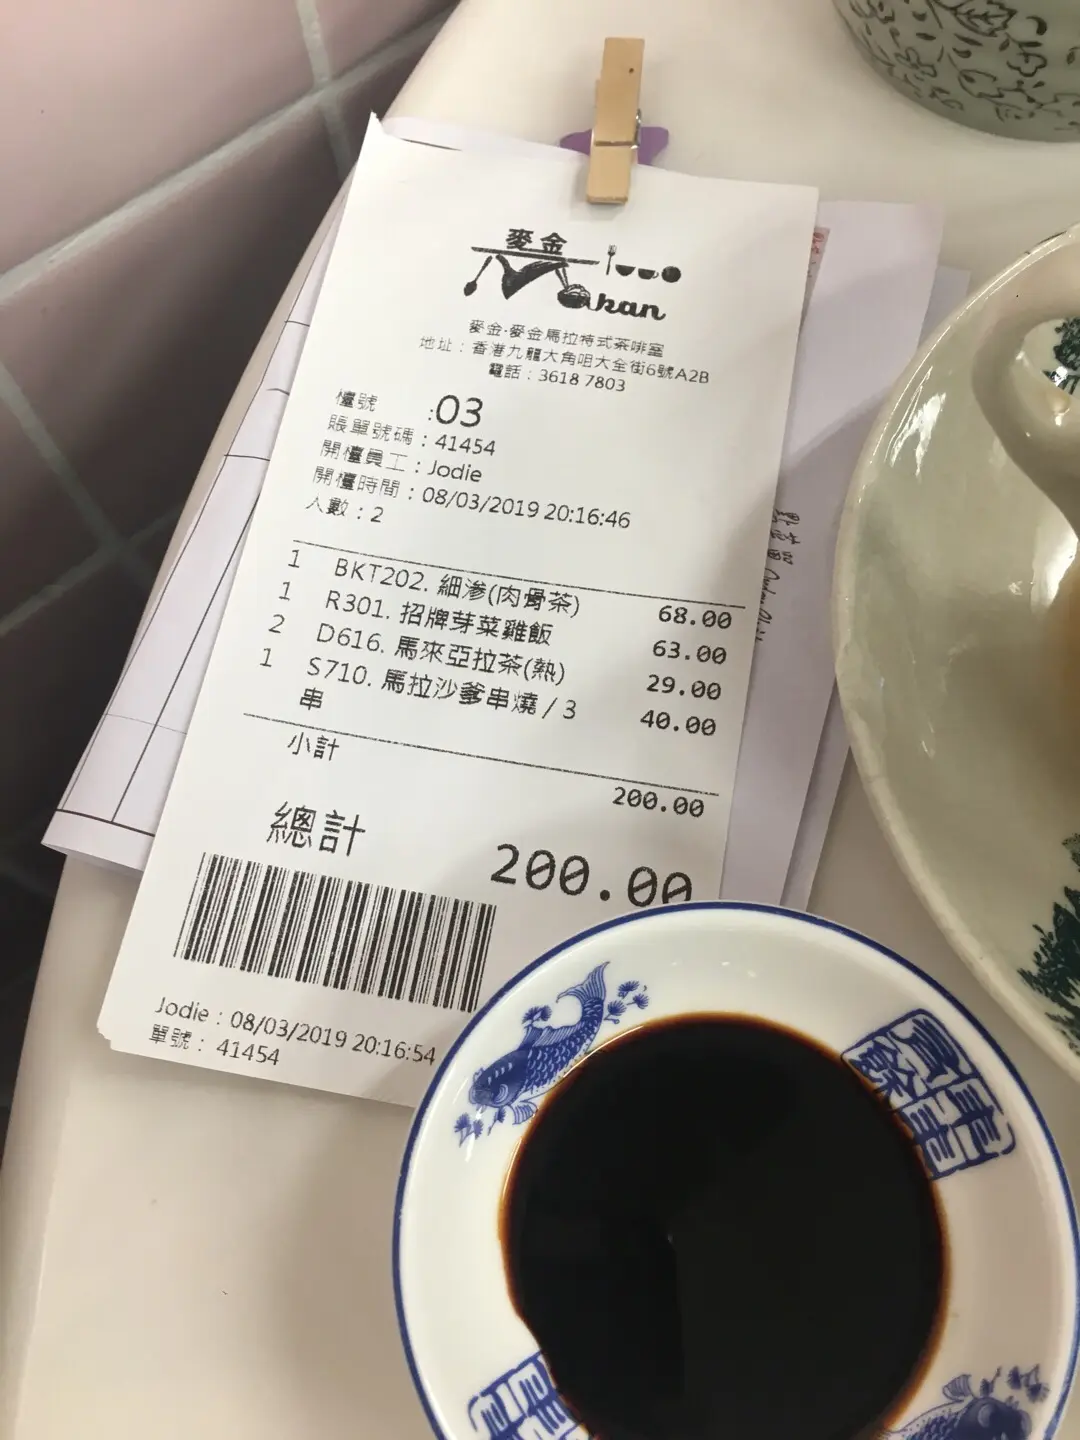 麥金
Makan
麥金·麥金馬拉特式茶啡室
地址：香港九龍大角咀大全街6號A2B
電話：3618 7803
檯號 :03
賬單號碼：41454
開檯員工：Jodie
開檯時間：08/03/2019 20:16:46
人數：2
1 BKT202. 細滲(肉骨茶) 68.00
1 R301. 招牌芽菜雞飯 63.00
2 D616. 馬來亞拉茶(熱) 29.00
1 S710. 馬拉沙爹串燒 / 3 40.00
串
小計 200.00
總計 200.00
Jodie：08/03/2019 20:16:54
單號：41454